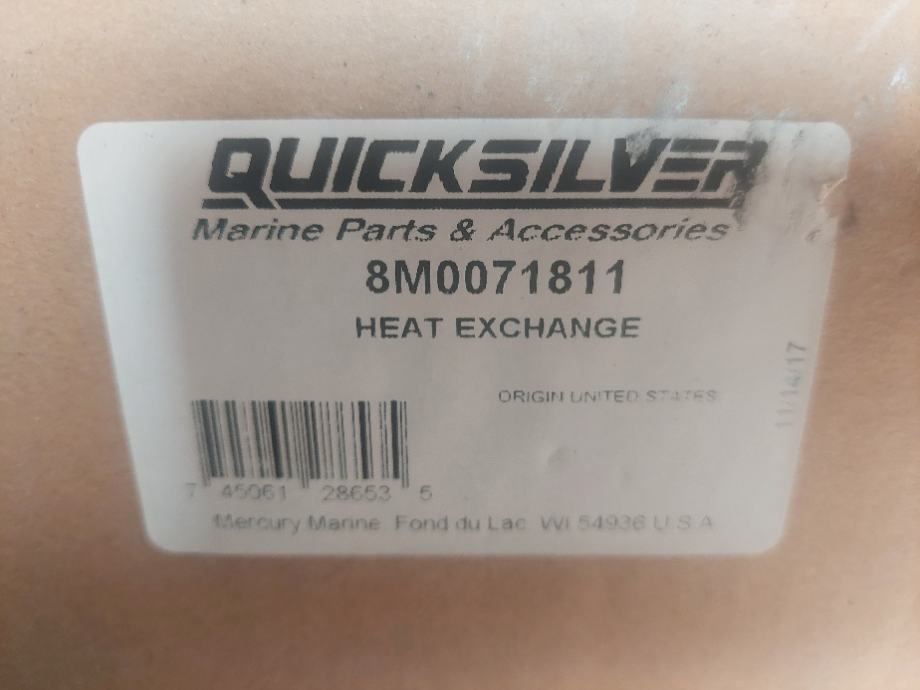 QUICKSILVER
Marine Parts & Accessories
8M0071811
HEAT EXCHANGE
ORIGIN UNITED STATES
11/14/17
7 45061 28653 5
Mercury Marine Fond du Lac WI 54936 U.S.A